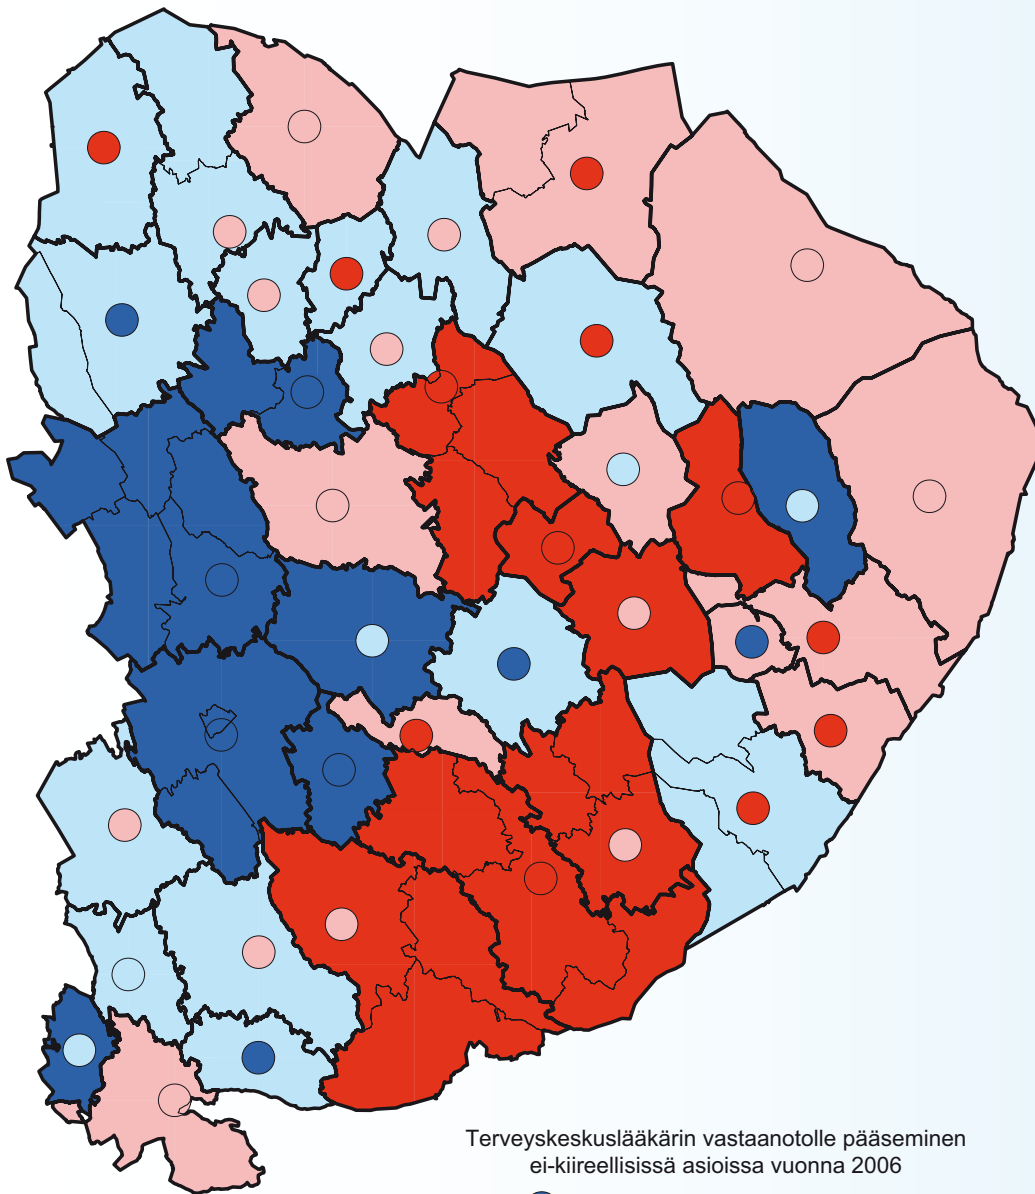 Terveyskeskuslääkärin vastaanotolle pääseminen
ei-kiireellisissä asioissa vuonna 2006